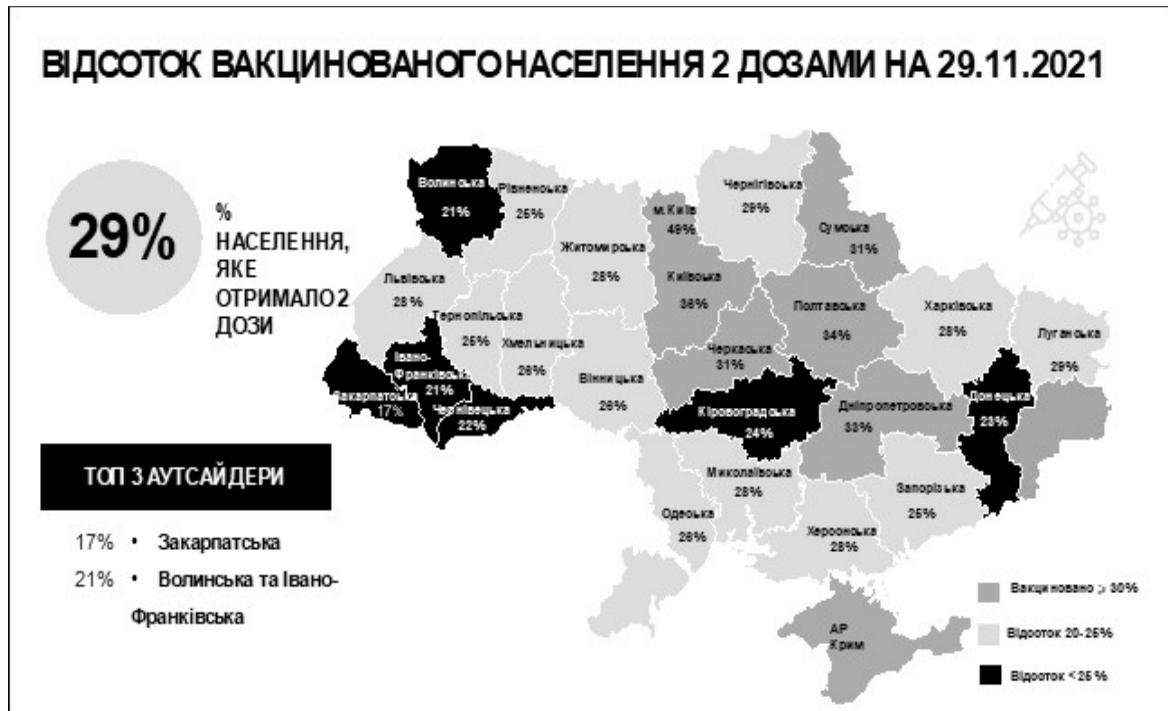 ВІДСОТОК ВАКЦИНОВАНОГО НАСЕЛЕННЯ 2 ДОЗАМИ НА 29.11.2021
29%
%
НАСЕЛЕННЯ,
ЯКЕ
ОТРИМАЛО 2
ДОЗИ
Волинська
21%
Рівненська
25%
Житомирська
28%
м.Київ
49%
Київська
36%
Чернігівська
29%
Сумська
31%
Львівська
28%
Тернопільська
25%
Хмельницька
26%
Вінницька
26%
Черкаська
31%
Полтавська
34%
Харківська
28%
Луганська
29%
Івано-
Франківськ
21%
Закарпатська
17%
Чернівецька
22%
Кіровоградська
24%
Дніпропетровська
33%
Донецька
23%
Миколаївська
28%
Одеська
26%
Херсонська
28%
Запорізька
25%
АР
Крим
ТОП 3 АУТСАЙДЕРИ
17% • Закарпатська
21% • Волинська та Івано-
Франківська
Вакциновано ≥ 30%
Відсоток 20-25%
Відсоток <25%